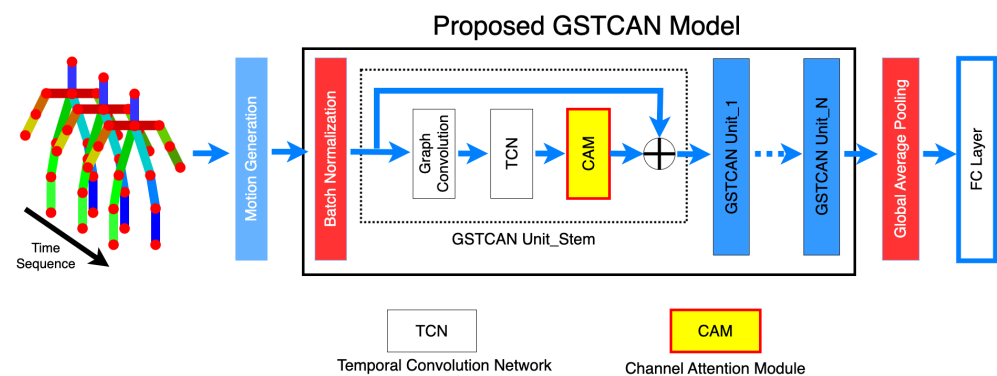 Proposed GSTCAN Model
Time
Sequence
Motion Generation
Batch Normalization
Graph
Convolution
TCN
CAM
GSTCAN Unit_Stem
GSTCAN Unit_1
GSTCAN Unit_N
Global Average Pooling
FC Layer
TCN
Temporal Convolution Network
CAM
Channel Attention Module